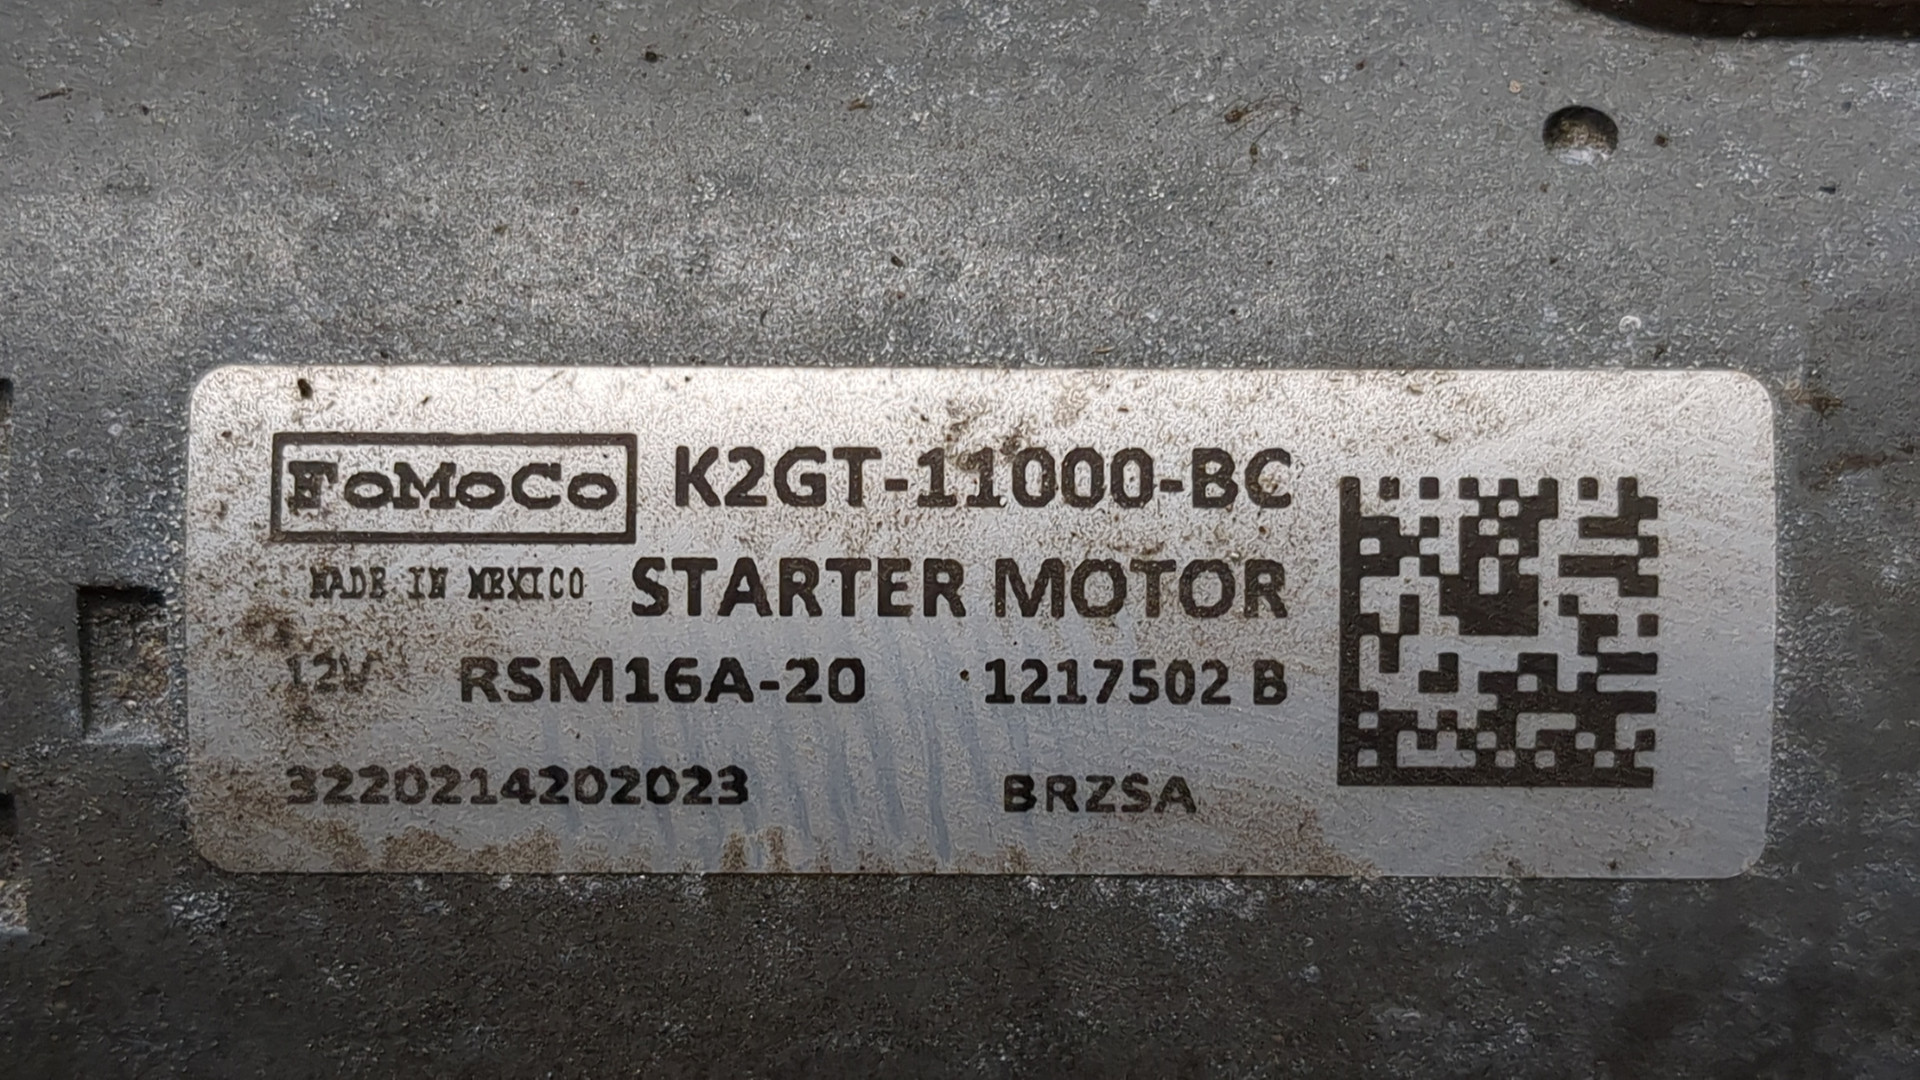 FoMoCo K2GT-11000-BC
MADE IN MEXICO STARTER MOTOR
12V RSM16A-20 1217502 B
3220214202023 BRZSA